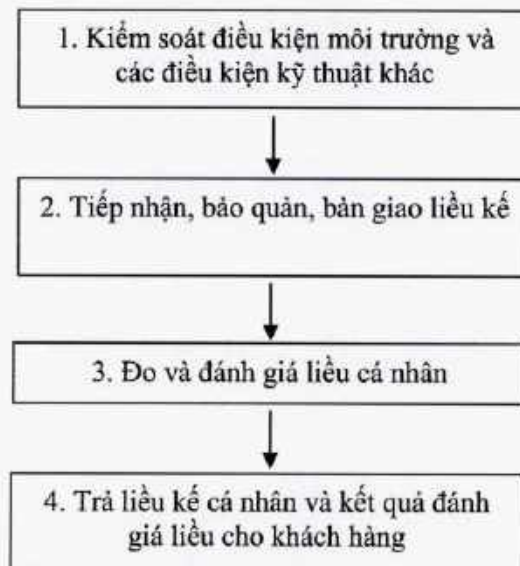 1. Kiểm soát điều kiện môi trường và
các điều kiện kỹ thuật khác
2. Tiếp nhận, bảo quản, bàn giao liều kế
3. Đo và đánh giá liều cá nhân
4. Trả liều kế cá nhân và kết quả đánh
giá liều cho khách hàng